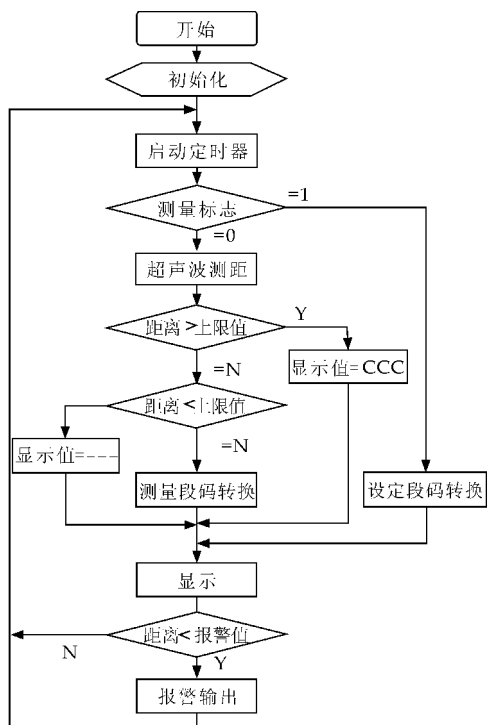 开始
初始化
启动定时器
测量标志
=1
=0
超声波测距
距离>上限值
Y
=N
显示值=CCC
距离<上限值
=N
显示值=---
测量段码转换
设定段码转换
显示
距离<报警值
N
Y
报警输出